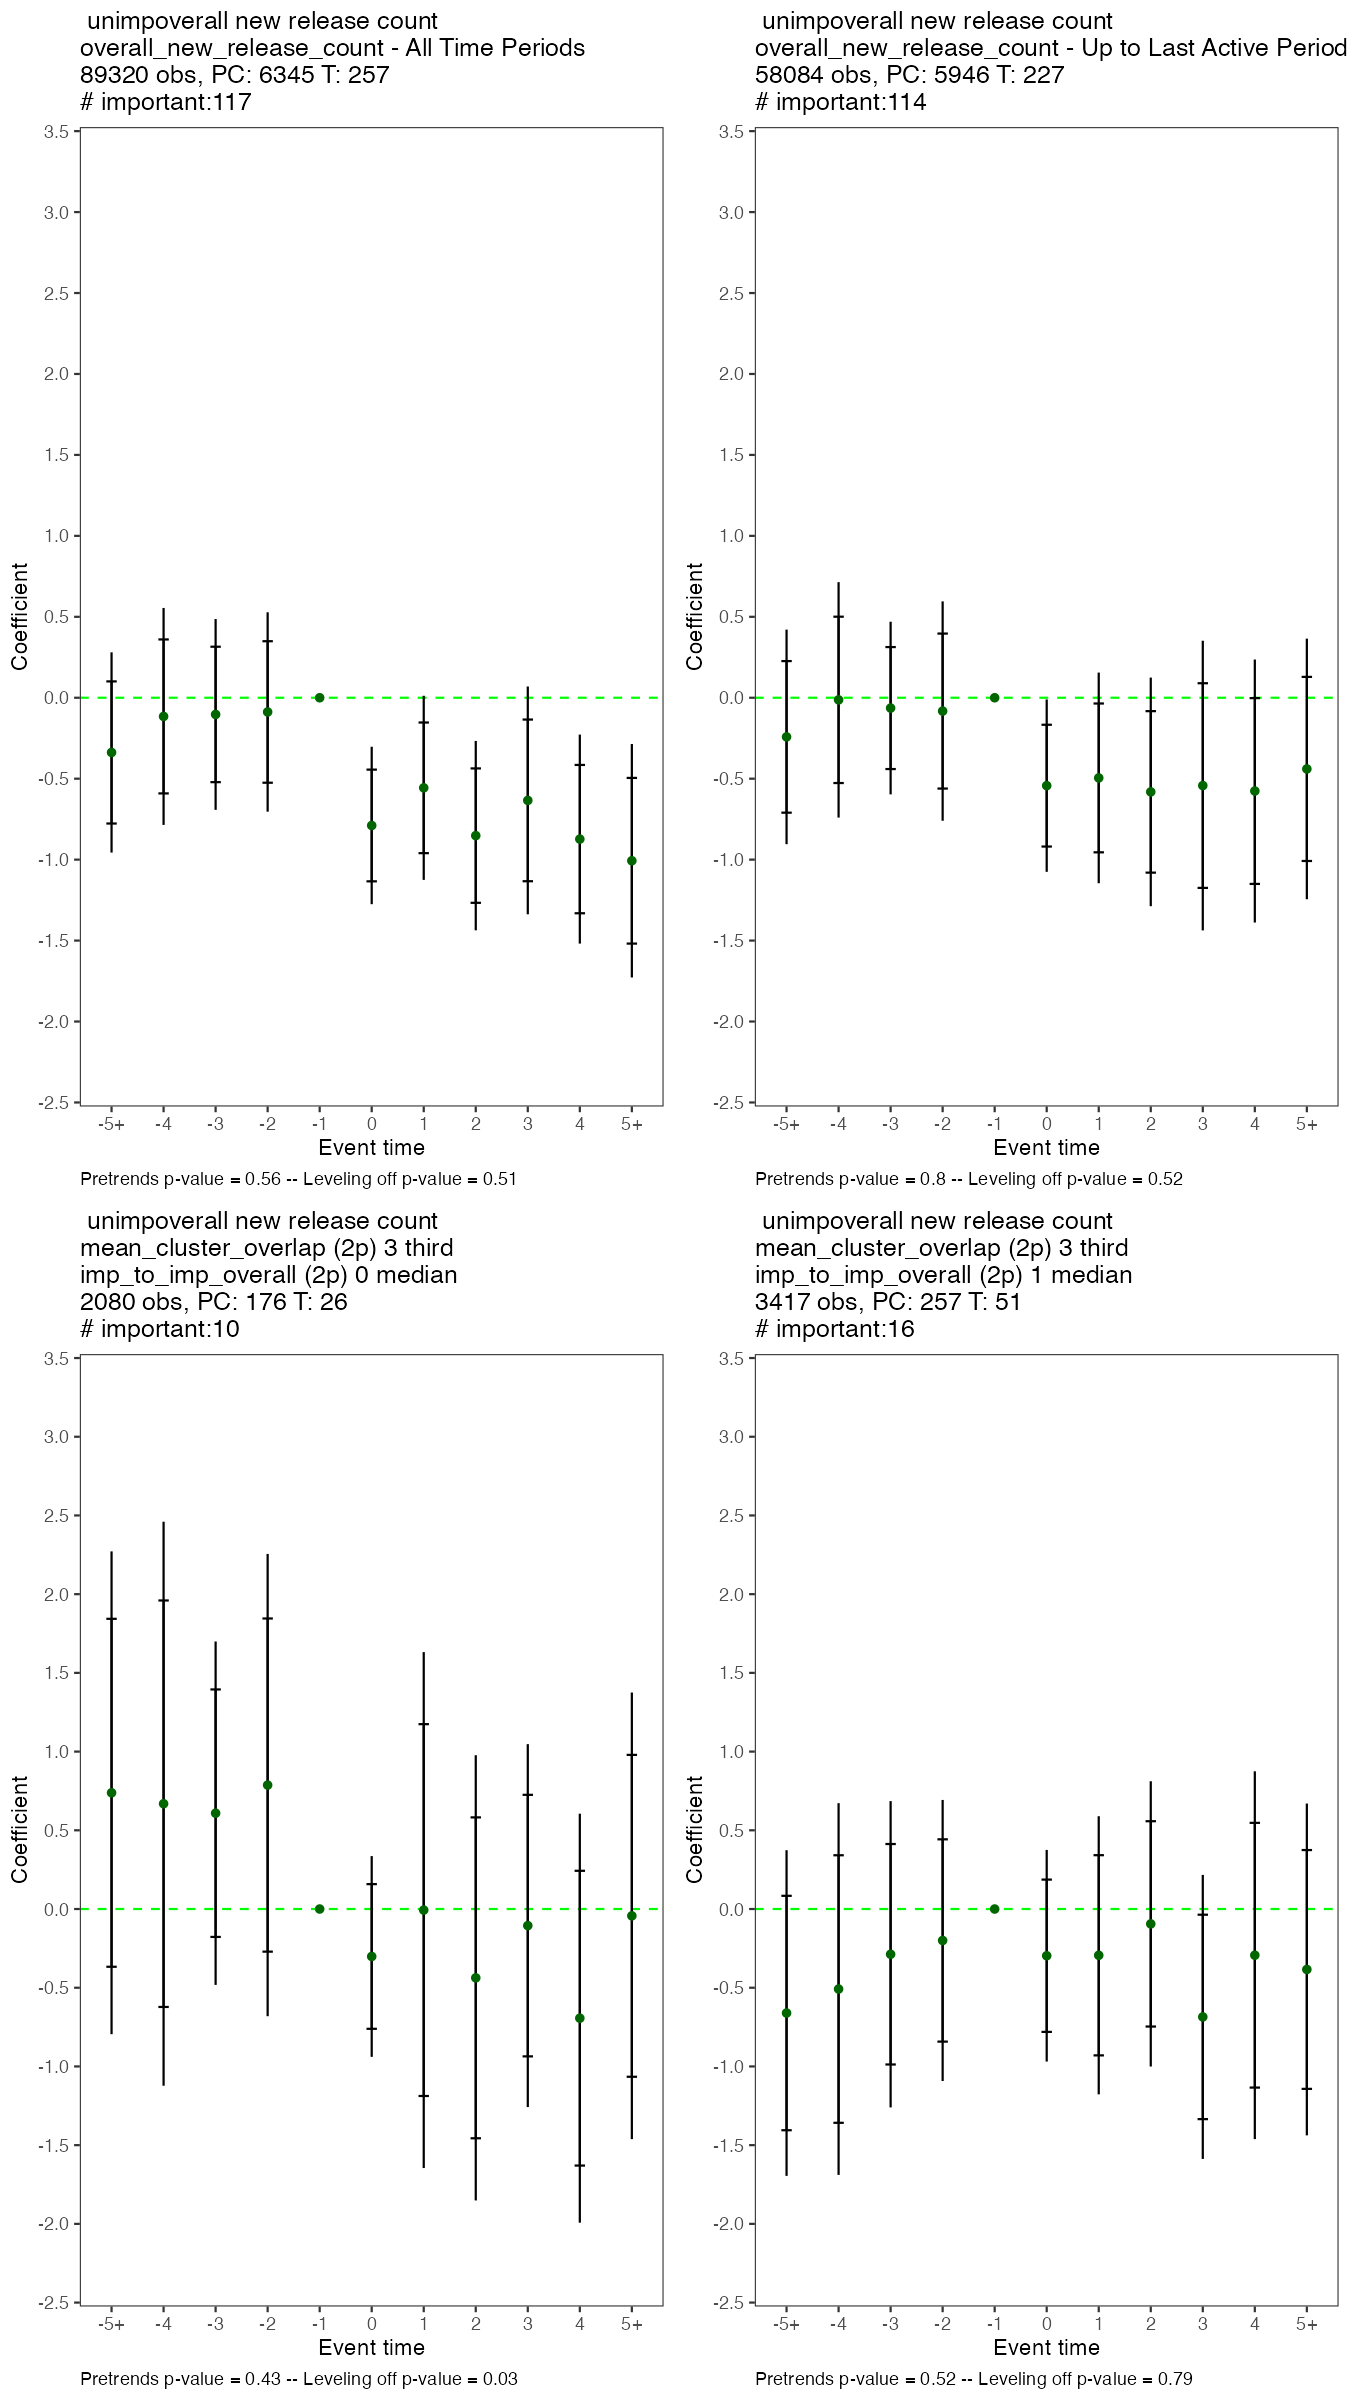 unimpoverall new release count
overall_new_release_count - All Time Periods
89320 obs, PC: 6345 T: 257
# important:117
3.5
3.0
2.5
2.0
1.5
1.0
0.5
0.0
-0.5
-1.0
-1.5
-2.0
-2.5
Coefficient
-5+ -4 -3 -2 -1 0 1 2 3 4 5+
Event time
Pretrends p-value = 0.56 -- Leveling off p-value = 0.51
unimpoverall new release count
overall_new_release_count - Up to Last Active Period
58084 obs, PC: 5946 T: 227
# important:114
3.5
3.0
2.5
2.0
1.5
1.0
0.5
0.0
-0.5
-1.0
-1.5
-2.0
-2.5
Coefficient
-5+ -4 -3 -2 -1 0 1 2 3 4 5+
Event time
Pretrends p-value = 0.8 -- Leveling off p-value = 0.52
unimpoverall new release count
mean_cluster_overlap (2p) 3 third
imp_to_imp_overall (2p) 0 median
2080 obs, PC: 176 T: 26
# important:10
3.5
3.0
2.5
2.0
1.5
1.0
0.5
0.0
-0.5
-1.0
-1.5
-2.0
-2.5
Coefficient
-5+ -4 -3 -2 -1 0 1 2 3 4 5+
Event time
Pretrends p-value = 0.43 -- Leveling off p-value = 0.03
unimpoverall new release count
mean_cluster_overlap (2p) 3 third
imp_to_imp_overall (2p) 1 median
3417 obs, PC: 257 T: 51
# important:16
3.5
3.0
2.5
2.0
1.5
1.0
0.5
0.0
-0.5
-1.0
-1.5
-2.0
-2.5
Coefficient
-5+ -4 -3 -2 -1 0 1 2 3 4 5+
Event time
Pretrends p-value = 0.52 -- Leveling off p-value = 0.79